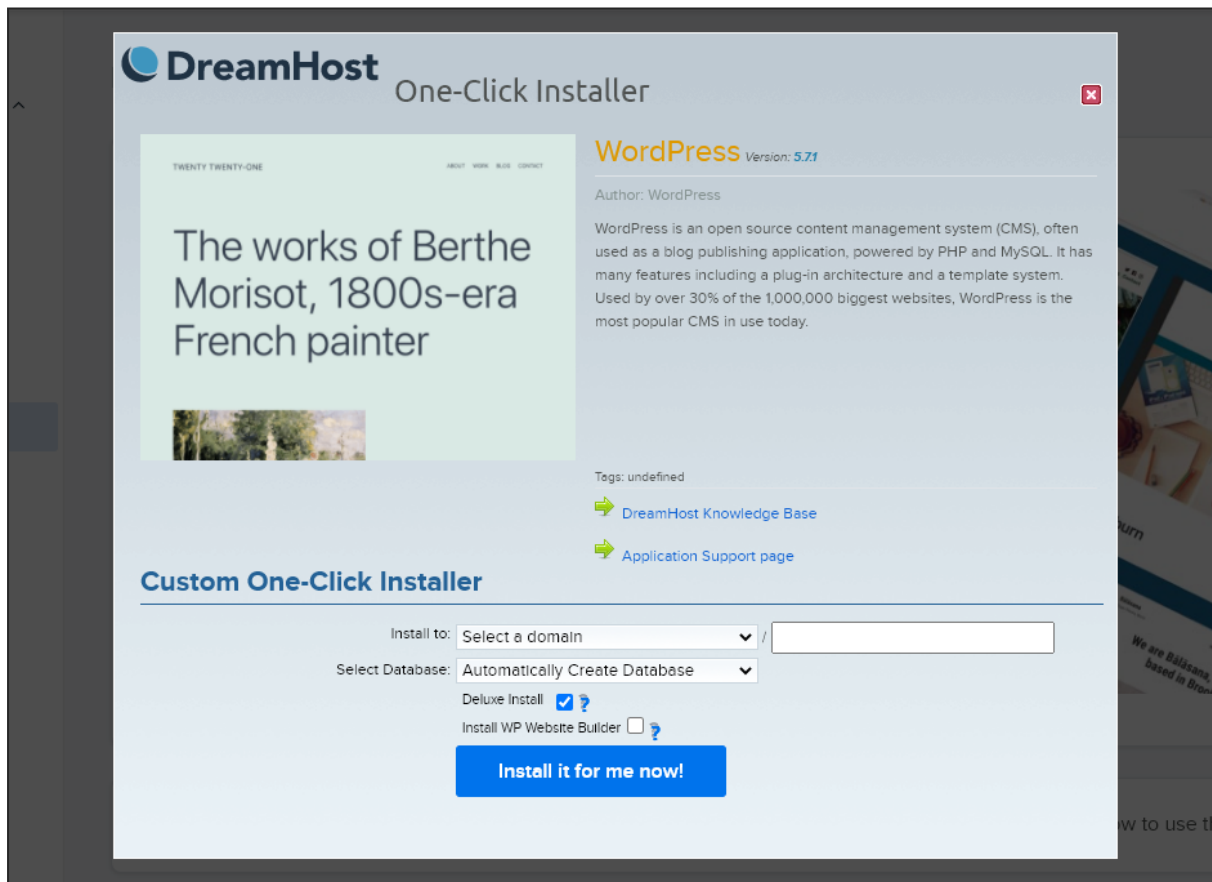 DreamHost
One-Click Installer
TWENTY TWENTY-ONE
ABOUT WORK BLOG CONTACT
The works of Berthe
Morisot, 1800s-era
French painter
WordPress Version: 5.7.1
Author: WordPress
WordPress is an open source content management system (CMS), often
used as a blog publishing application, powered by PHP and MySQL. It has
many features including a plug-in architecture and a template system.
Used by over 30% of the 1,000,000 biggest websites, WordPress is the
most popular CMS in use today.
Tags: undefined
DreamHost Knowledge Base
Application Support page
Custom One-Click Installer
Install to: Select a domain /
Select Database: Automatically Create Database
Deluxe Install ?
Install WP Website Builder ?
Install it for me now!
urn
We are Bâlâsana,
based in Broo
w to use t